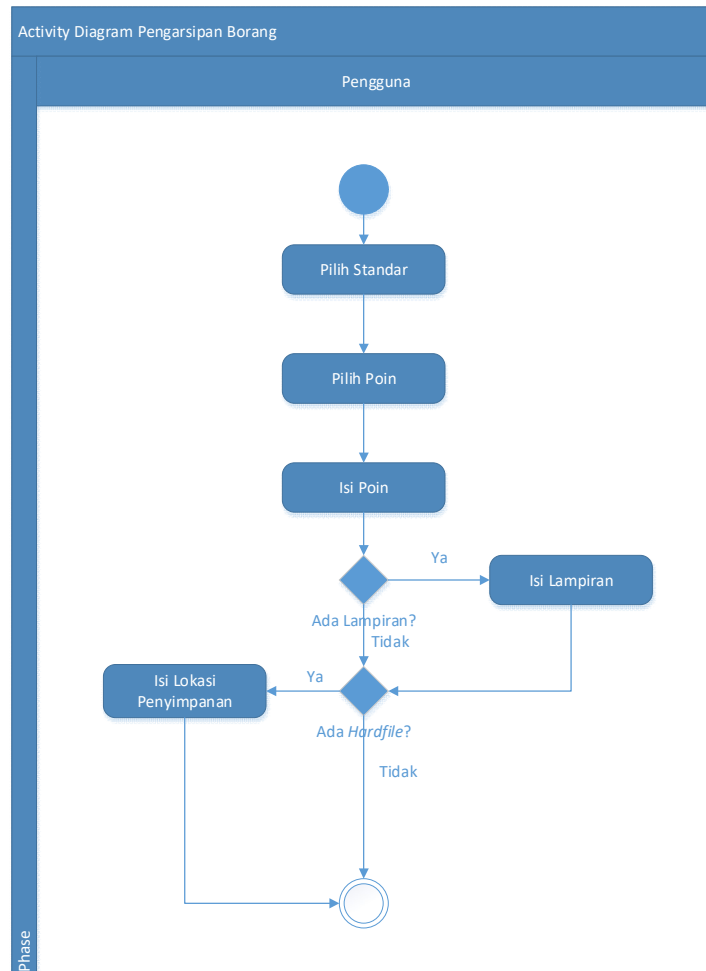 Activity Diagram Pengarsipan Borang
Pengguna
Pilih Standar
Pilih Poin
Isi Poin
Ya
Isi Lampiran
Ada Lampiran?
Tidak
Isi Lokasi
Penyimpanan
Ya
Ada Hardfile?
Tidak
Phase